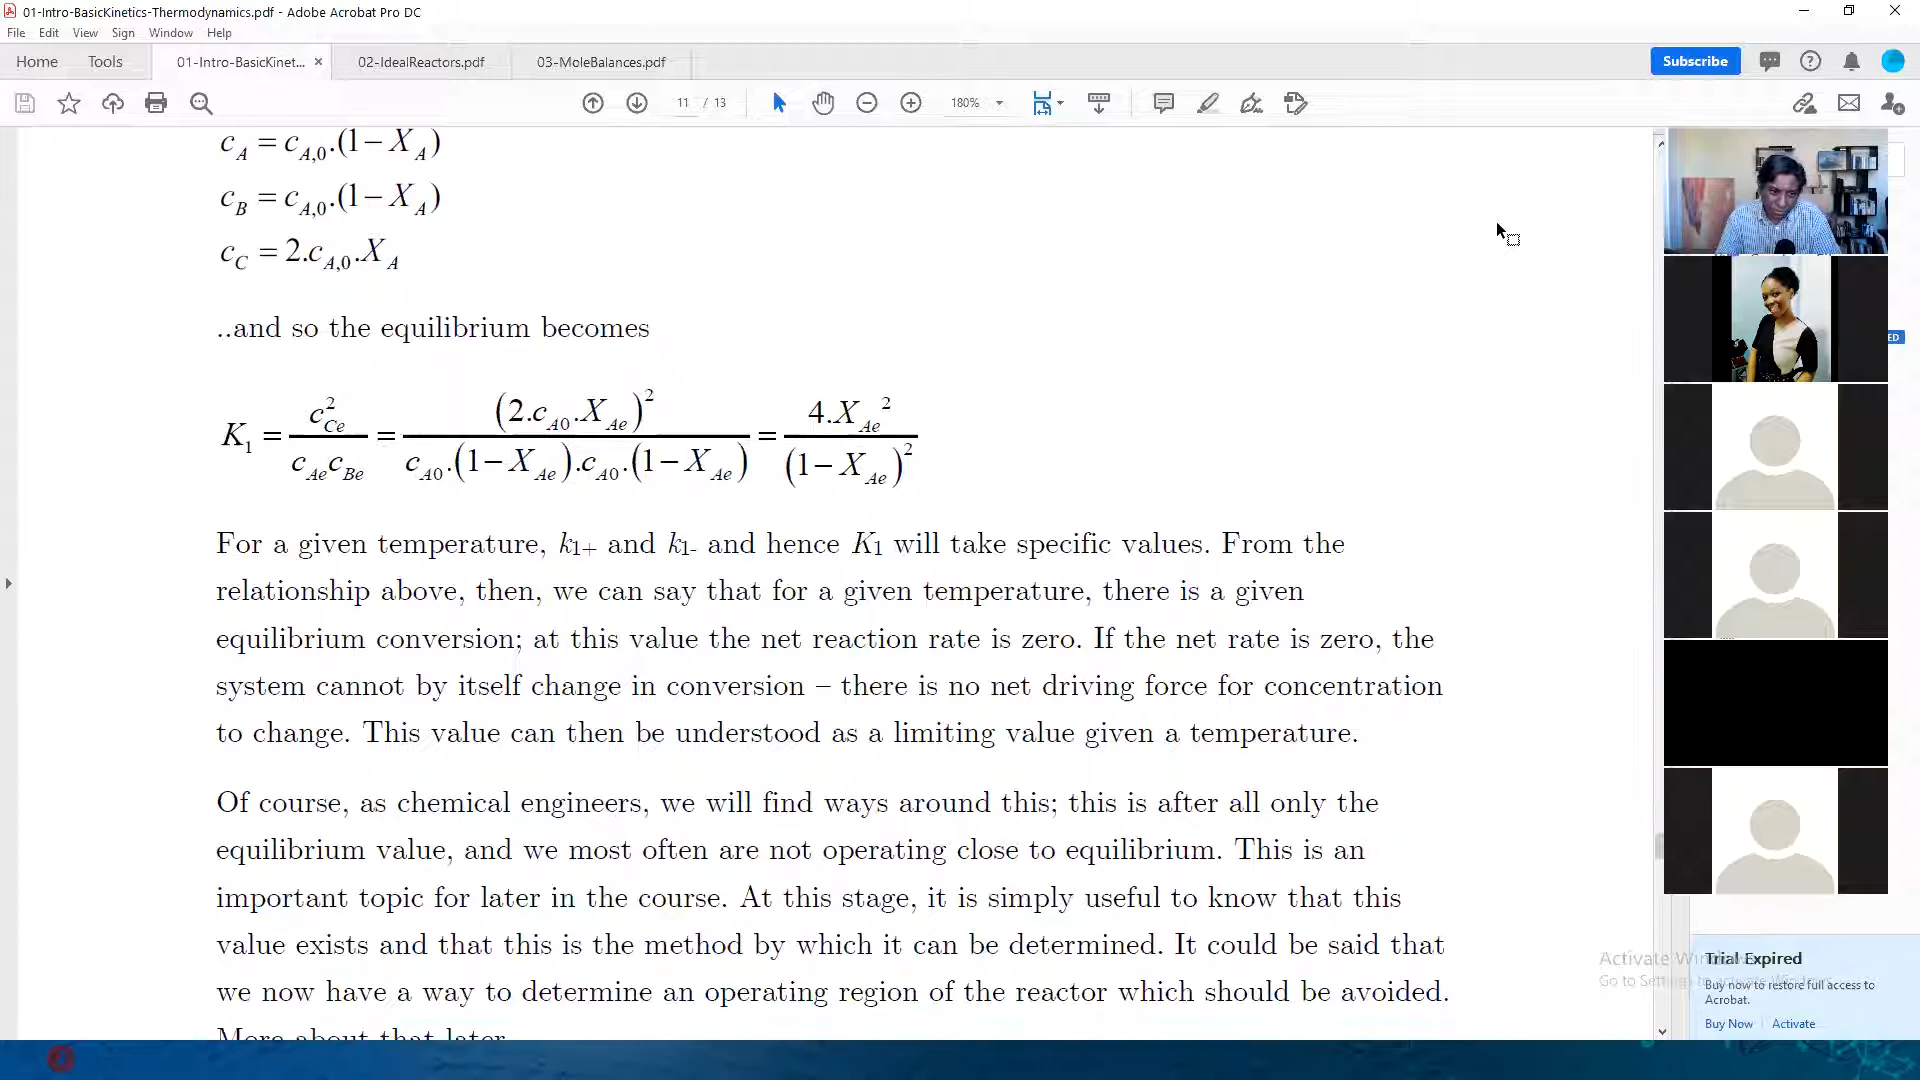 01-Intro-BasicKinetics-Thermodynamics.pdf - Adobe Acrobat Pro DC
File Edit View Sign Window Help
Home Tools 01-Intro-BasicKinet... × 02-IdealReactors.pdf 03-MoleBalances.pdf Subscribe
11 / 13 180%
c_A = c_{A,0}.(1 − X_A)
c_B = c_{A,0}.(1 − X_A)
c_C = 2.c_{A,0}.X_A
..and so the equilibrium becomes
K_1 = c_{Ce}^2 / (c_{Ae} c_{Be}) = (2.c_{A0}.X_{Ae})^2 / (c_{A0}.(1 − X_{Ae}).c_{A0}.(1 − X_{Ae})) = 4.X_{Ae}^2 / (1 − X_{Ae})^2
For a given temperature, k1+ and k1- and hence K1 will take specific values. From the
relationship above, then, we can say that for a given temperature, there is a given
equilibrium conversion; at this value the net reaction rate is zero. If the net rate is zero, the
system cannot by itself change in conversion – there is no net driving force for concentration
to change. This value can then be understood as a limiting value given a temperature.
Of course, as chemical engineers, we will find ways around this; this is after all only the
equilibrium value, and we most often are not operating close to equilibrium. This is an
important topic for later in the course. At this stage, it is simply useful to know that this
value exists and that this is the method by which it can be determined. It could be said that
we now have a way to determine an operating region of the reactor which should be avoided.
More about that later
ED
Activate
Go to
Trial Expired
Buy now to restore full access to
Acrobat.
Buy Now Activate